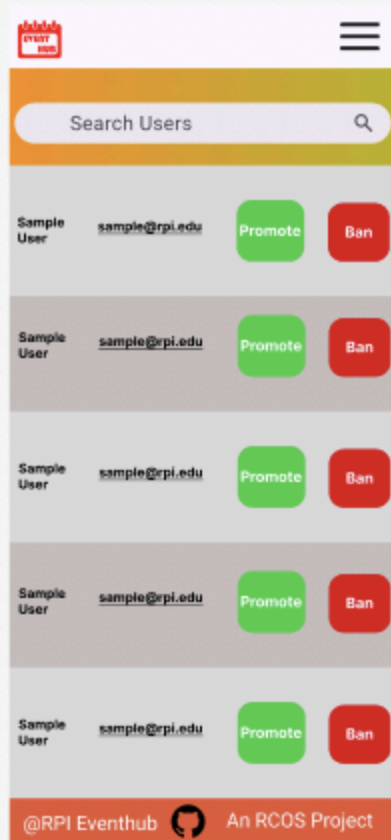 EVENT
HUB
Search Users
Sample
User
sample@rpi.edu
Promote
Ban
Sample
User
sample@rpi.edu
Promote
Ban
Sample
User
sample@rpi.edu
Promote
Ban
Sample
User
sample@rpi.edu
Promote
Ban
Sample
User
sample@rpi.edu
Promote
Ban
@RPI Eventhub
An RCOS Project